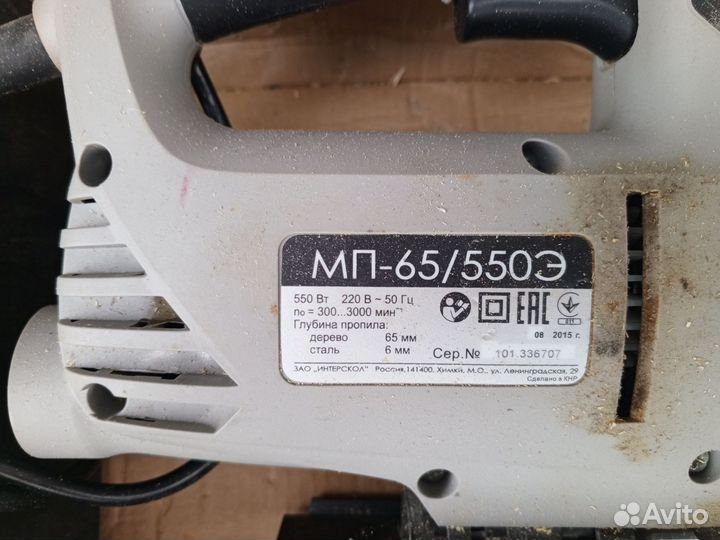 МП-65/550Э
550 Вт 220 В ~ 50 Гц
n₀ = 300...3000 мин⁻¹
Глубина пропила:
дерево 65 мм
сталь 6 мм
EAC
08 2015 г.
Сер.№ 101.336707
ЗАО „ИНТЕРСКОЛ" Россия,141400, Химки, М.О., ул. Ленинградская, 29
Сделано в КНР
Avito